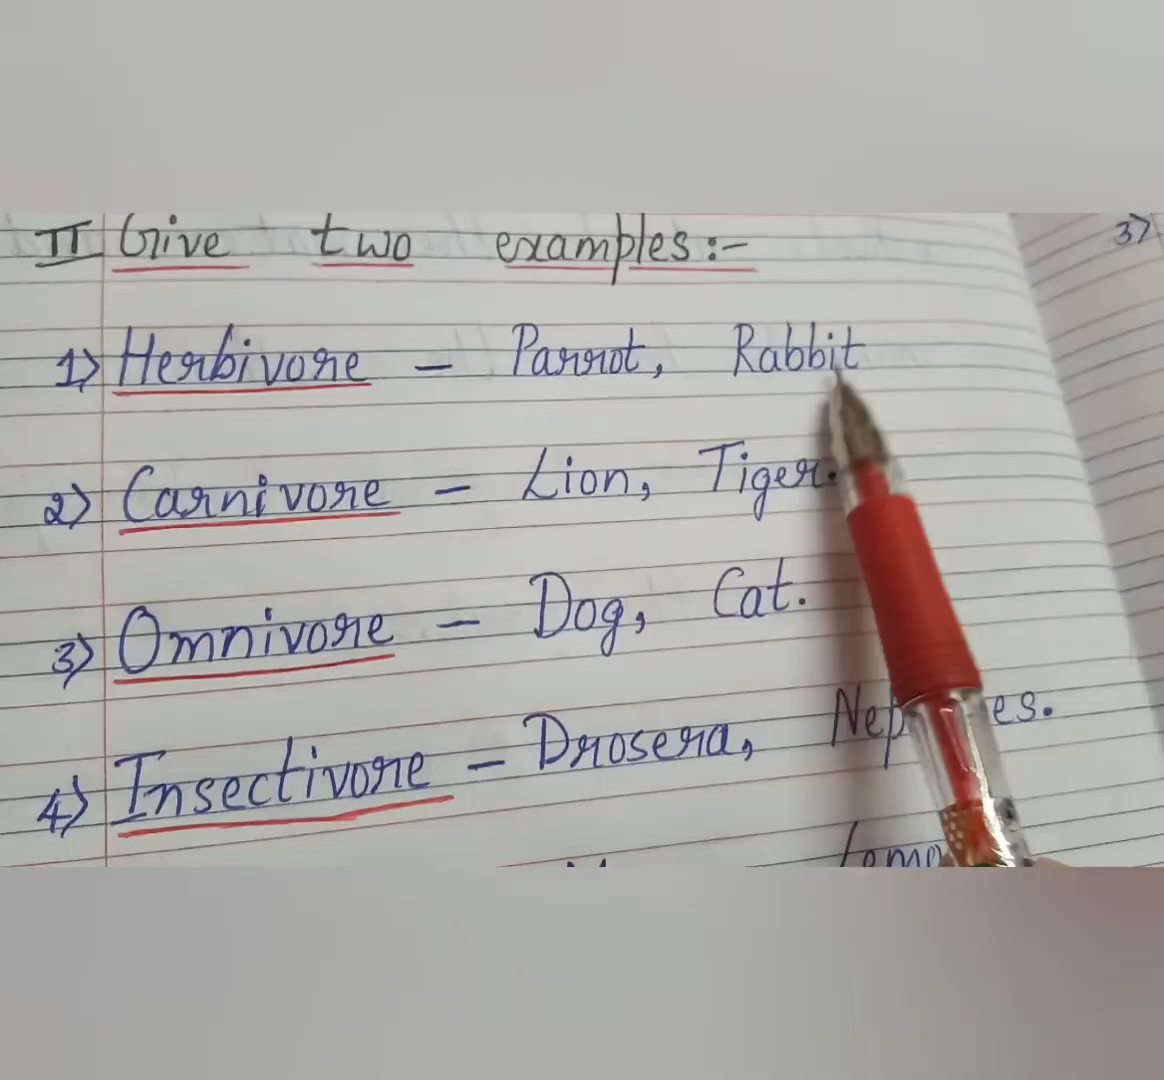 II Give two examples:-
3)
1) Herbivore - Parrot, Rabbit
2) Carnivore - Lion, Tiger.
3) Omnivore - Dog, Cat.
4) Insectivore - Drosera,